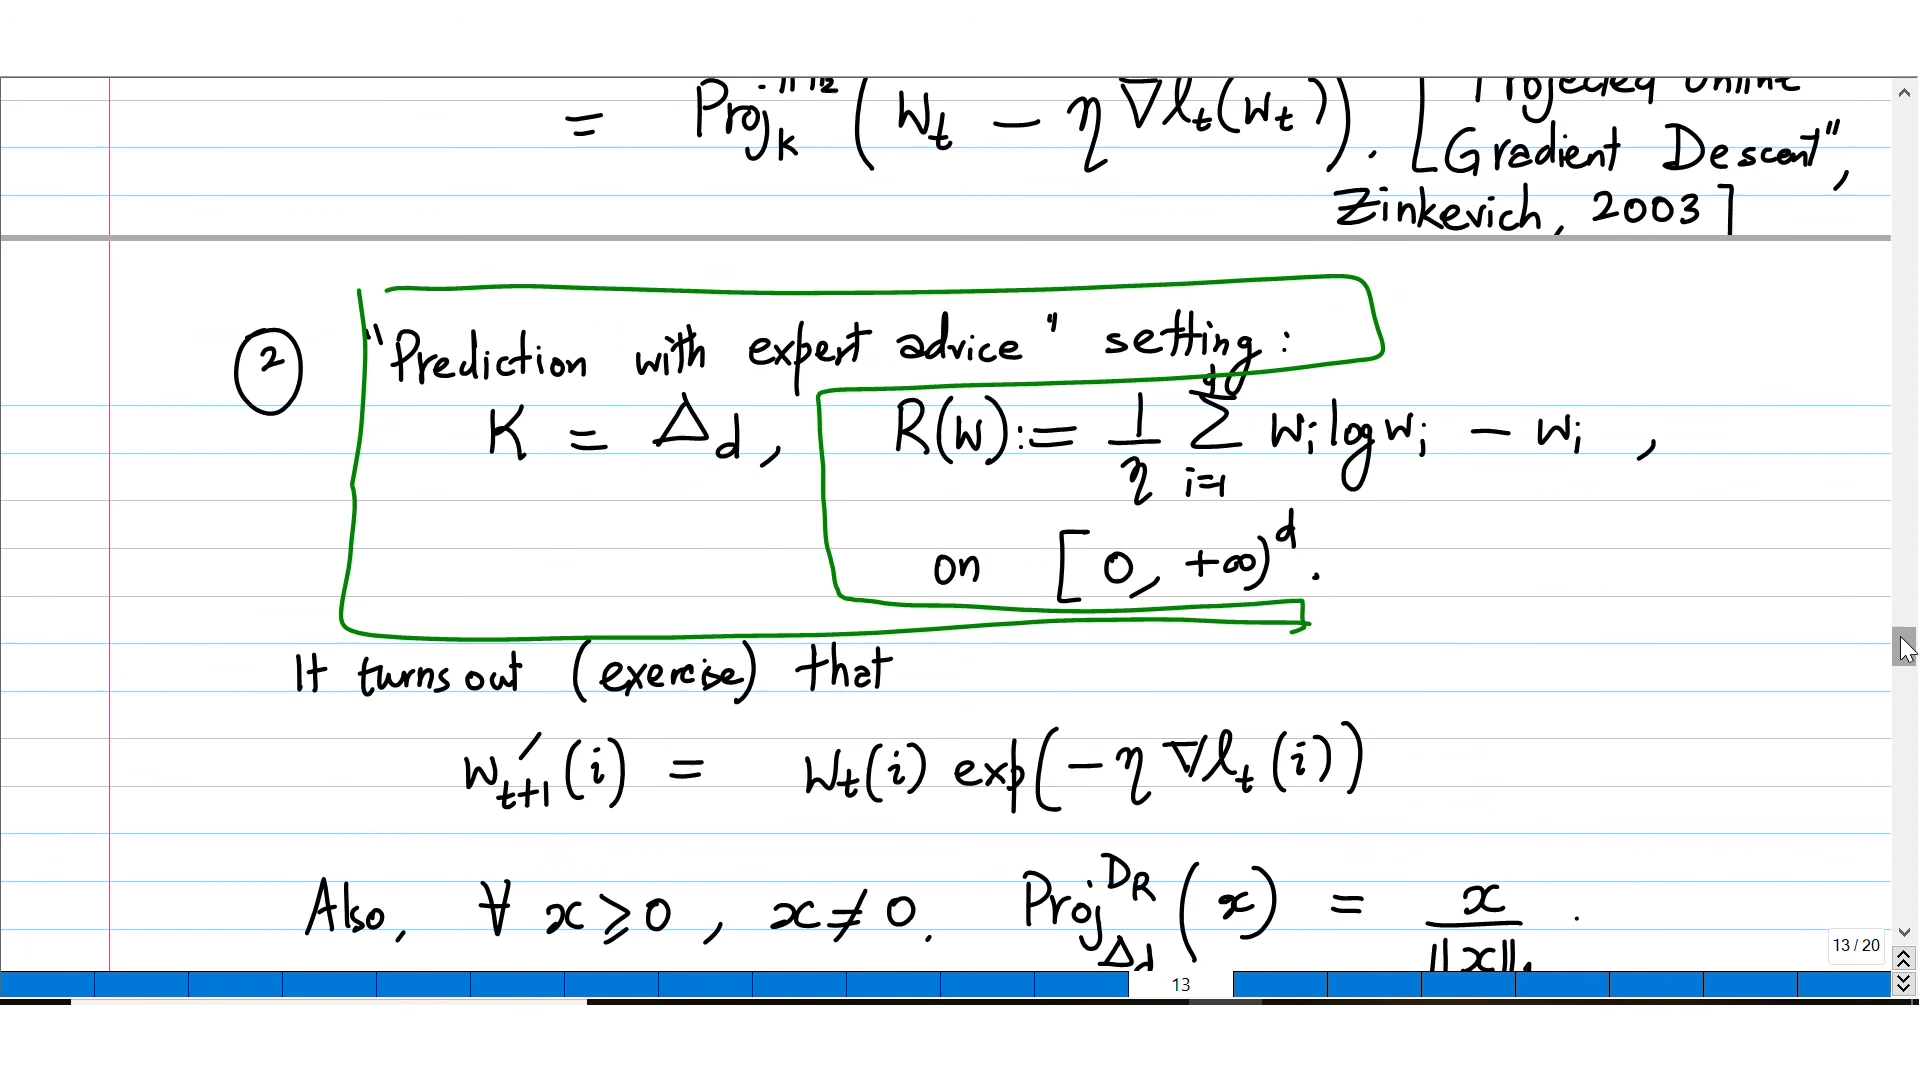 = Proj_K^{||·||_2} ( W_t − η ∇l_t(W_t) ). [ "Projected Online
Gradient Descent",
Zinkevich, 2003 ]
② "Prediction with expert advice" setting:
K = Δ_d, R(W) := 1/η Σ_{i=1}^{d} W_i log W_i − W_i ,
on [0, +∞)^d .
It turns out (exercise) that
W'_{t+1}(i) = W_t(i) exp(−η ∇l_t(i))
Also, ∀ x ≥ 0, x ≠ 0, Proj_{Δ_d}^{D_R}(x) = x / ||x||_1 .
13 / 20
13